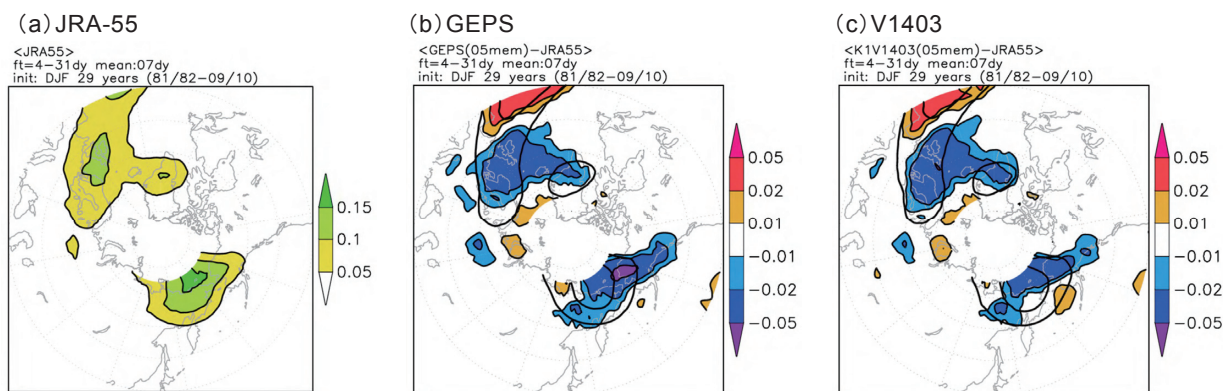 (a) JRA-55
<JRA55>
ft=4-31dy mean:07dy
init: DJF 29 years (81/82-09/10)
0.15
0.1
0.05
(b) GEPS
<GEPS(05mem)-JRA55>
ft=4-31dy mean:07dy
init: DJF 29 years (81/82-09/10)
0.05
0.02
0.01
-0.01
-0.02
-0.05
(c) V1403
<K1V1403(05mem)-JRA55>
ft=4-31dy mean:07dy
init: DJF 29 years (81/82-09/10)
0.05
0.02
0.01
-0.01
-0.02
-0.05